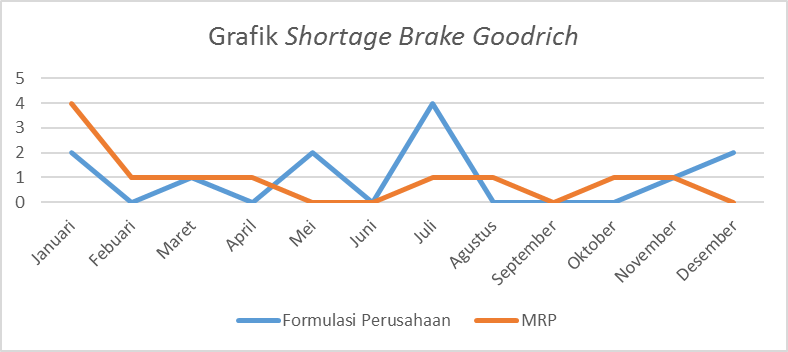 Grafik Shortage Brake Goodrich
5
4
3
2
1
0
Januari
Febuari
Maret
April
Mei
Juni
Juli
Agustus
September
Oktober
November
Desember
Formulasi Perusahaan
MRP